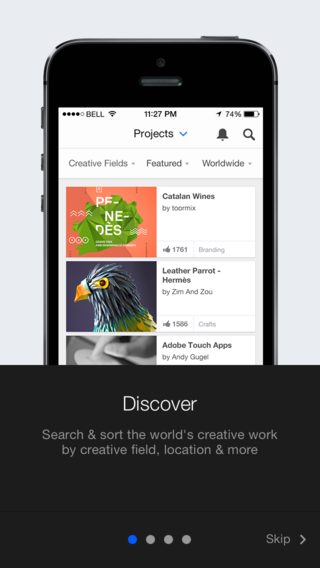 BELL
11:27 PM
74%
Projects
Creative Fields
Featured
Worldwide
PE-
NE-
DÈS
Catalan Wines
by toormix
1761
Branding
Leather Parrot -
Hermès
by Zim And Zou
1586
Crafts
Adobe Touch Apps
by Andy Gugel
Discover
Search & sort the world's creative work
by creative field, location & more
Skip